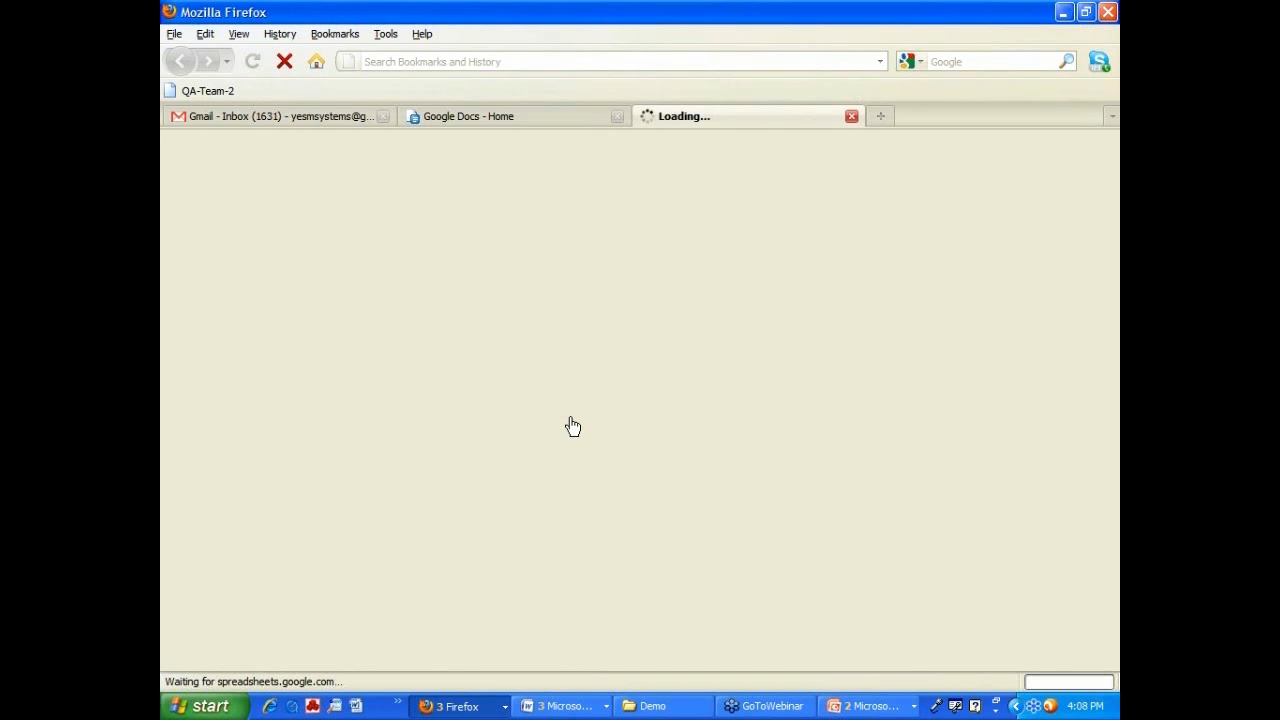 Mozilla Firefox
File Edit View History Bookmarks Tools Help
Search Bookmarks and History
Google
QA-Team-2
Gmail - Inbox (1631) - yesmsystems@g...
Google Docs - Home
Loading...
Waiting for spreadsheets.google.com...
start
3 Firefox
3 Microso...
Demo
GoToWebinar
2 Microso...
4:08 PM